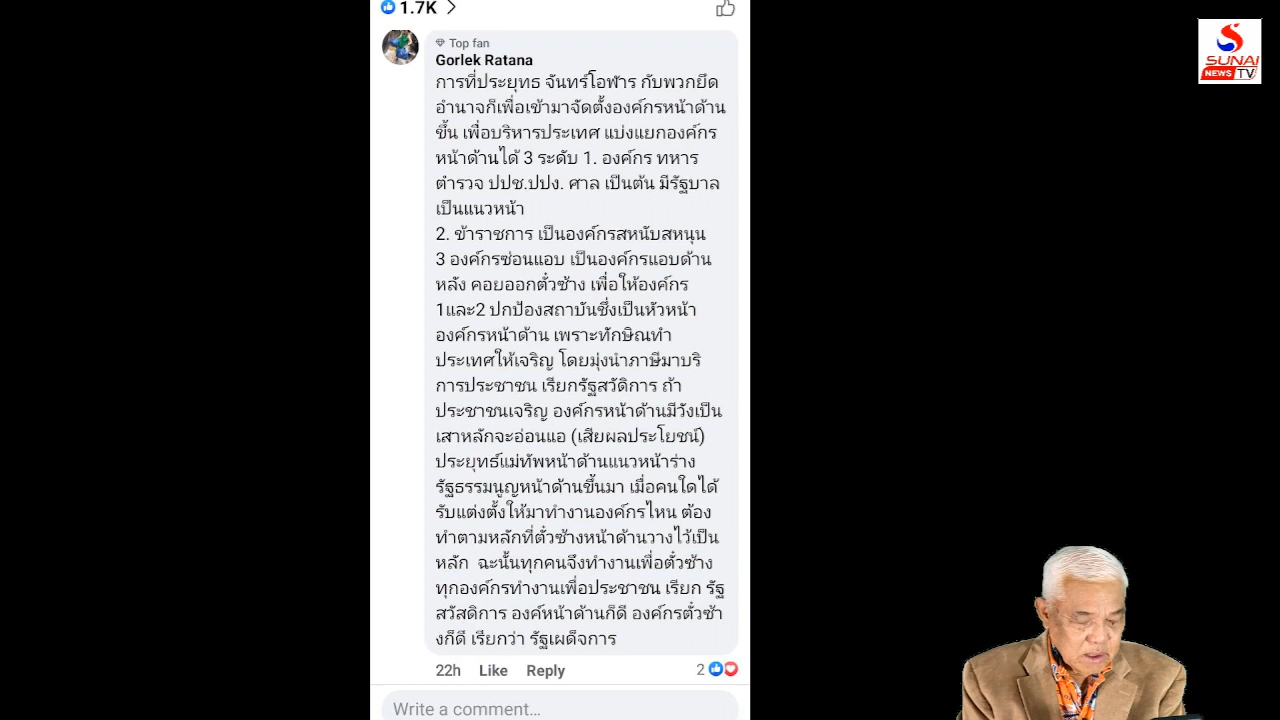 1.7K
Top fan
Gorlek Ratana
การที่ประยุทธ จันทร์โอฬาร กับพวกยึด
อำนาจก็เพื่อเข้ามาจัดตั้งองค์กรหน้าด้าน
ขึ้น เพื่อบริหารประเทศ แบ่งแยกองค์กร
หน้าด้านได้ 3 ระดับ 1. องค์กร ทหาร
ตำรวจ ปปช.ปปง. ศาล เป็นต้น มีรัฐบาล
เป็นแนวหน้า
2. ข้าราชการ เป็นองค์กรสหนับสหนุน
3 องค์กรซ่อนแอบ เป็นองค์กรแอบด้าน
หลัง คอยออกตั๋วช้าง เพื่อให้องค์กร
1และ2 ปกป้องสถาบันซึ่งเป็นหัวหน้า
องค์กรหน้าด้าน เพราะทักษิณทำ
ประเทศให้เจริญ โดยมุ่งนำภาษีมาบริ
การประชาชน เรียกรัฐสวัดิการ ถ้า
ประชาชนเจริญ องค์กรหน้าด้านมีวังเป็น
เสาหลักจะอ่อนแอ (เสียผลประโยชน์)
ประยุทธ์แม่ทัพหน้าด้านแนวหน้าร่าง
รัฐธรรมนูญหน้าด้านขึ้นมา เมื่อคนใดได้
รับแต่งตั้งให้มาทำงานองค์กรไหน ต้อง
ทำตามหลักที่ตั๋วช้างหน้าด้านวางไว้เป็น
หลัก ฉะนั้นทุกคนจึงทำงานเพื่อตั๋วช้าง
ทุกองค์กรทำงานเพื่อประชาชน เรียก รัฐ
สวัสดิการ องค์หน้าด้านก็ดี องค์กรตั๋วช้า
งก็ดี เรียกว่า รัฐเผด็จการ
22h Like Reply 2
Write a comment...
SUNAI
NEWS TV